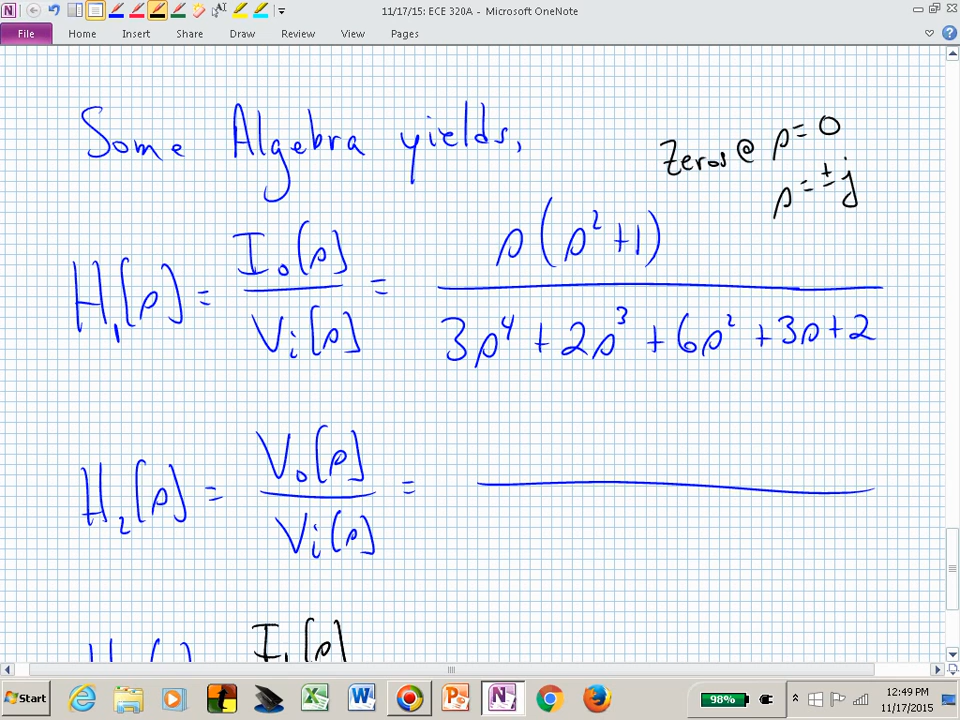 11/17/15: ECE 320A - Microsoft OneNote
File Home Insert Share Draw Review View Pages
Some Algebra yields,
Zeros @ s = 0
s = ± j
H₁(s) = I₀(s) / Vᵢ(s) = s(s² + 1) / 3s⁴ + 2s³ + 6s² + 3s + 2
H₂(s) = V₀(s) / Vᵢ(s) =
I₁(s)
Start
98%
12:49 PM
11/17/2015